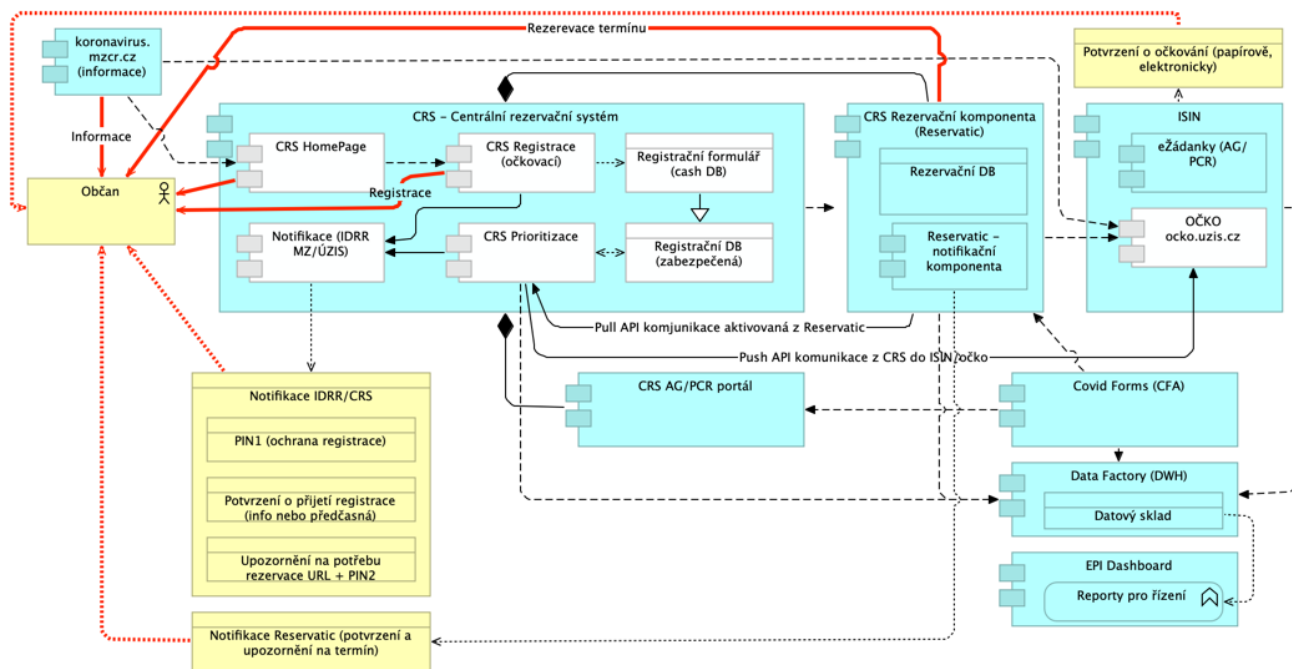 Rezerevace termínu
koronavirus.
mzcr.cz
(informace)
Potvrzení o očkování (papírově,
elektronicky)
Informace
CRS – Centrální rezervační systém
CRS HomePage
CRS Registrace
(očkovací)
Registrační formulář
(cash DB)
CRS Rezervační komponenta
(Reservatic)
Rezervační DB
ISIN
eŽádanky (AG/
PCR)
Občan
Registrace
Notifikace (IDRR
MZ/ÚZIS)
CRS Prioritizace
Registrační DB
(zabezpečená)
Reservatic –
notifikační
komponenta
OČKO
ocko.uzis.cz
Pull API komjunikace aktivovaná z Reservatic
Push API komunikace z CRS do ISIN/očko
Notifikace IDRR/CRS
PIN1 (ochrana registrace)
Potvrzení o přijetí registrace
(info nebo předčasná)
Upozornění na potřebu
rezervace URL + PIN2
CRS AG/PCR portál
Covid Forms (CFA)
Data Factory (DWH)
Datový sklad
EPI Dashboard
Reporty pro řízení
Notifikace Reservatic (potvrzení a
upozornění na termín)